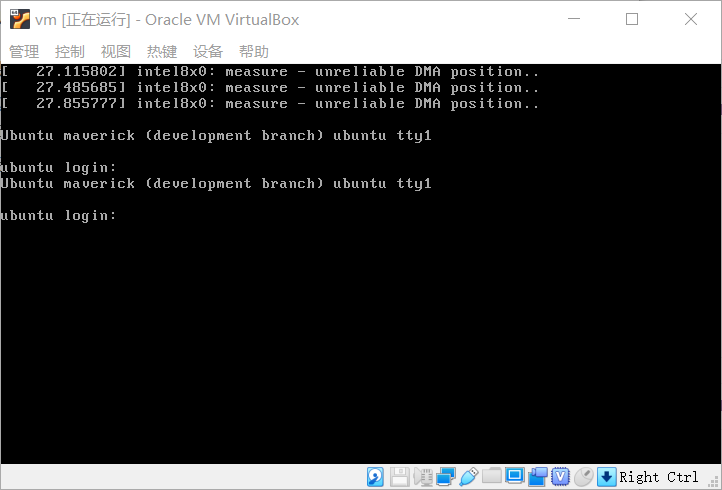 vm [正在运行] - Oracle VM VirtualBox
管理 控制 视图 热键 设备 帮助
[   27.115802] intel8x0: measure - unreliable DMA position..
[   27.485685] intel8x0: measure - unreliable DMA position..
[   27.855777] intel8x0: measure - unreliable DMA position..
Ubuntu maverick (development branch) ubuntu tty1
ubuntu login:
Ubuntu maverick (development branch) ubuntu tty1
ubuntu login:
Right Ctrl